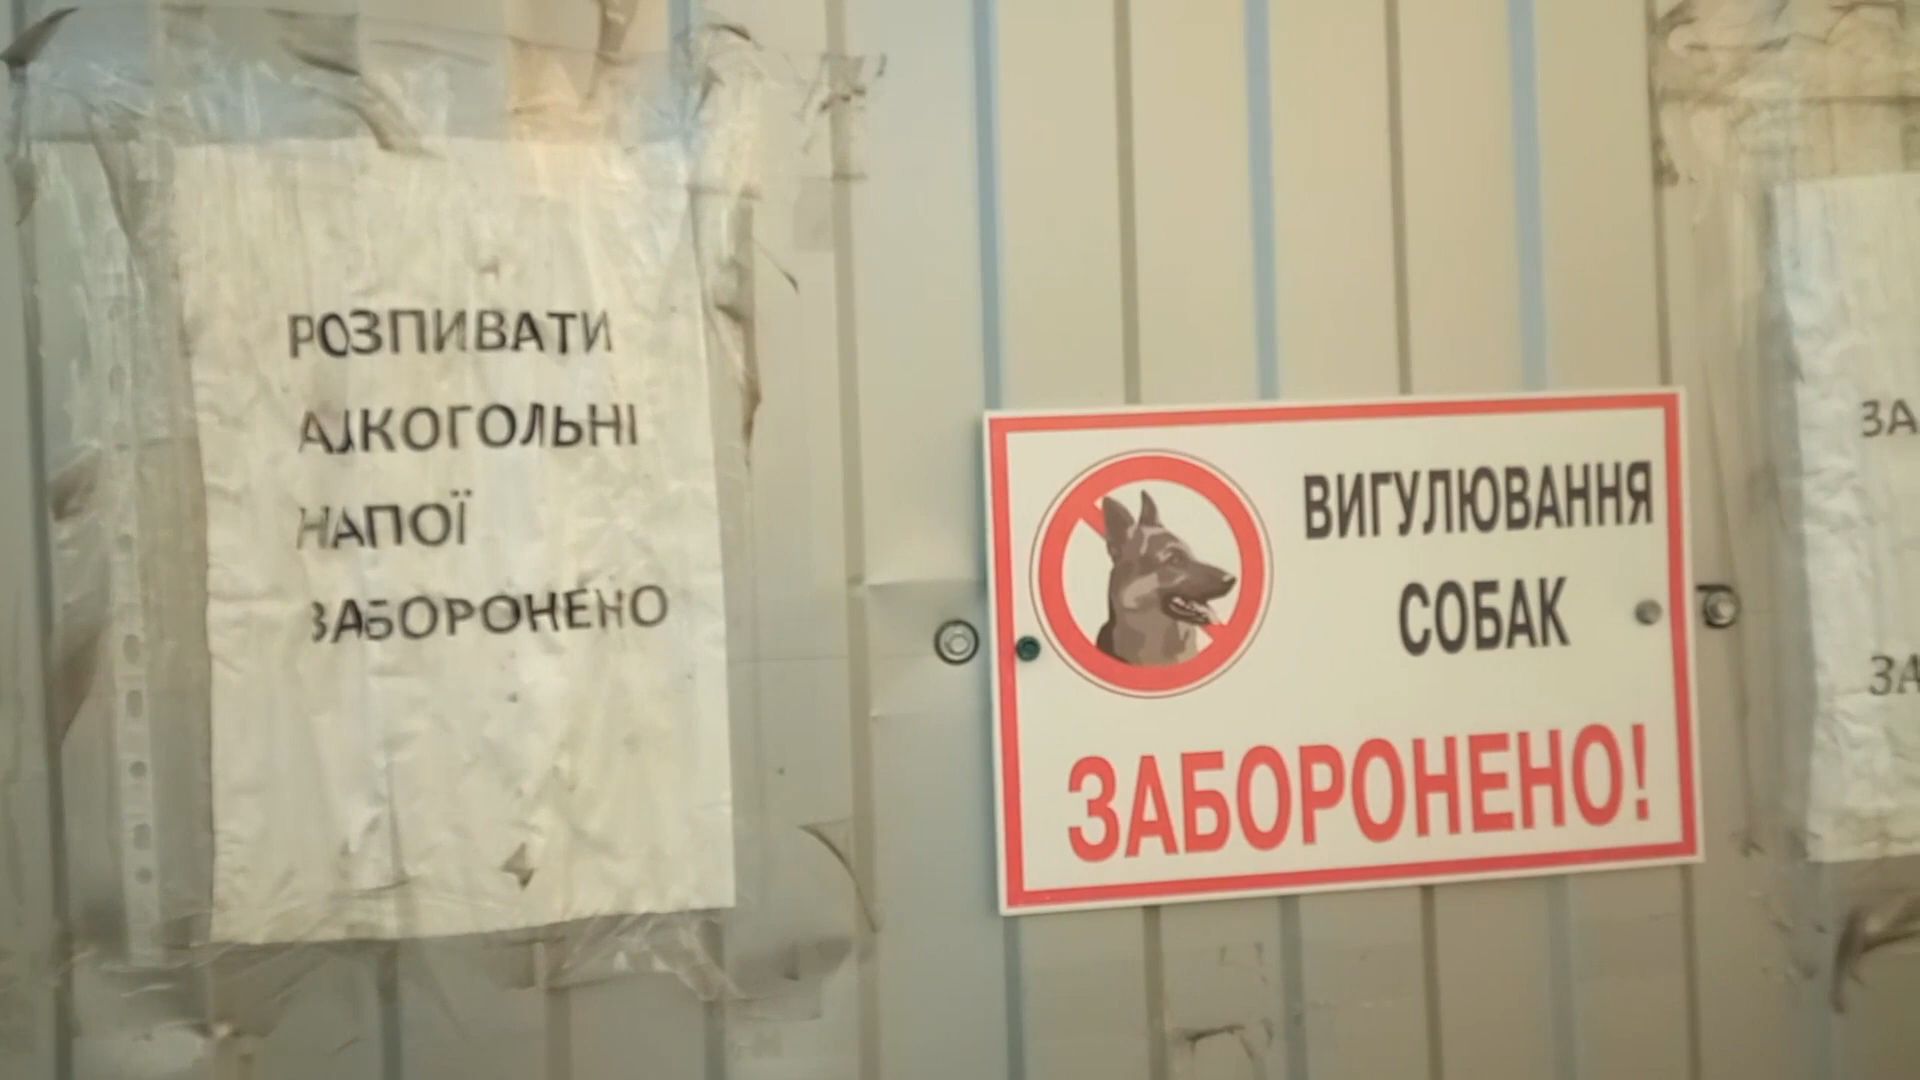 РОЗПИВАТИ
АЛКОГОЛЬНІ
НАПОЇ
ЗАБОРОНЕНО
ВИГУЛЮВАННЯ
СОБАК
ЗАБОРОНЕНО!